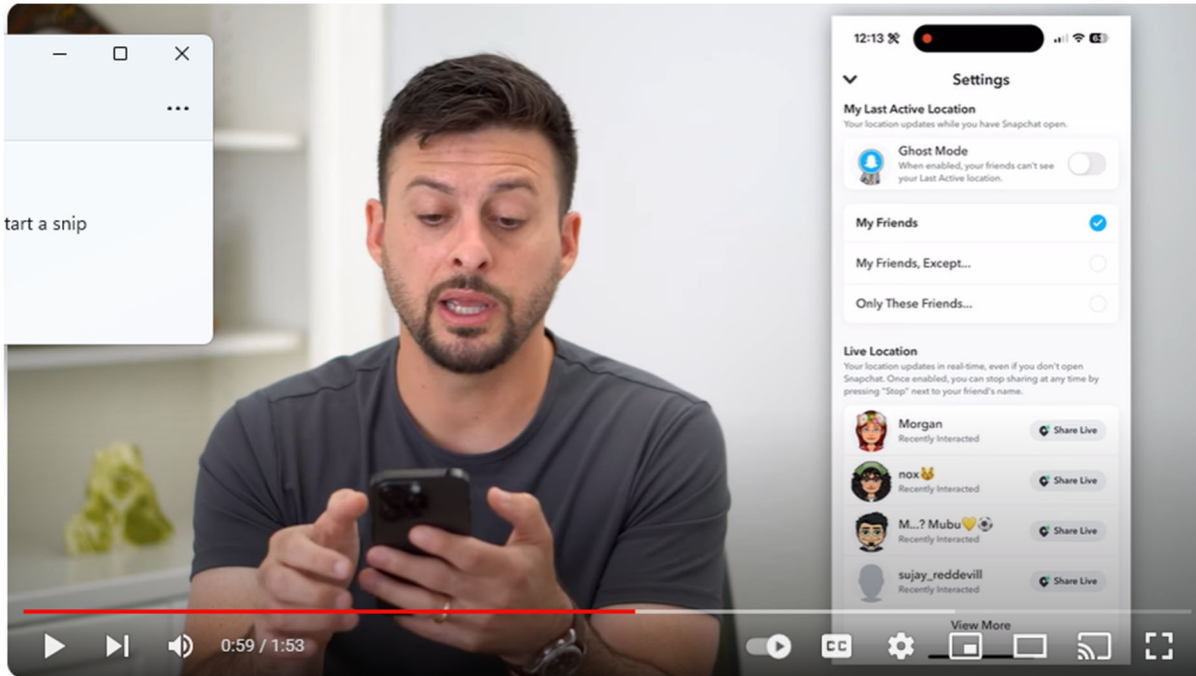 tart a snip
12:13
63
Settings
My Last Active Location
Your location updates while you have Snapchat open.
Ghost Mode
When enabled, your friends can't see
your Last Active location.
My Friends
My Friends, Except...
Only These Friends...
Live Location
Your location updates in real-time, even if you don't open
Snapchat. Once enabled, you can stop sharing at any time by
pressing "Stop" next to your friend's name.
Morgan
Recently Interacted
Share Live
nox😺
Recently Interacted
Share Live
M...? Mubu💛⚽
Recently Interacted
Share Live
sujay_reddevill
Recently Interacted
Share Live
View More
0:59 / 1:53
CC